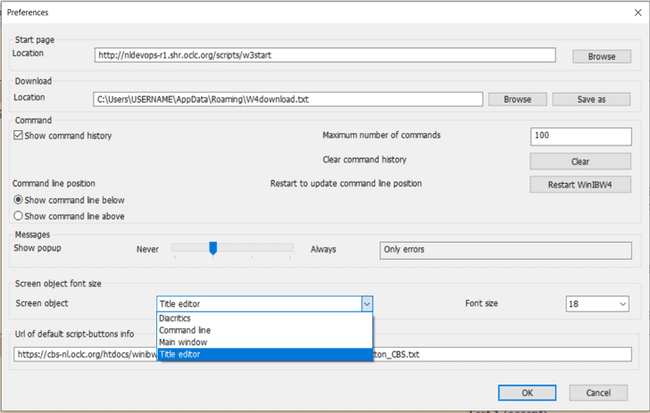 Preferences
Start page
Location http://nldevops-r1.shr.oclc.org/scripts/w3start Browse
Download
Location C:\Users\USERNAME\AppData\Roaming\W4download.txt Browse Save as
Command
Show command history Maximum number of commands 100
Clear command history Clear
Command line position Restart to update command line position Restart WinIBW4
Show command line below
Show command line above
Messages
Show popup Never Always Only errors
Screen object font size
Screen object Title editor Font size 18
Diacritics
Command line
Main window
Title editor
Url of default script-buttons info
https://cbs-nl.oclc.org/htdocs/winibw ton_CBS.txt
OK Cancel